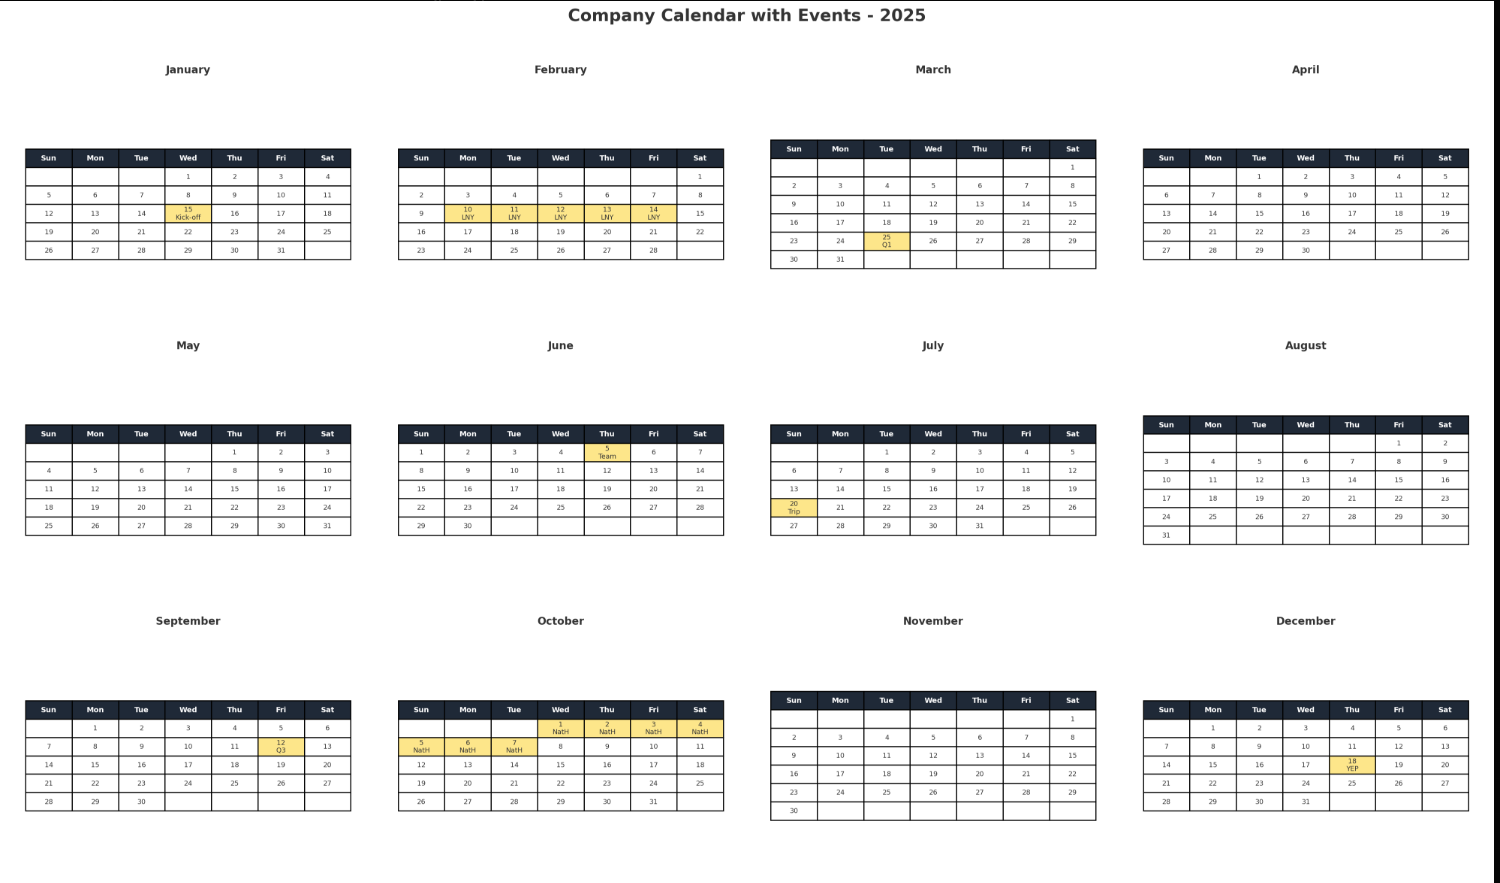 Company Calendar with Events - 2025
January
Sun Mon Tue Wed Thu Fri Sat
1 2 3 4
5 6 7 8 9 10 11
12 13 14 15 Kick-off 16 17 18
19 20 21 22 23 24 25
26 27 28 29 30 31
February
Sun Mon Tue Wed Thu Fri Sat
1
2 3 4 5 6 7 8
9 10 LNY 11 LNY 12 LNY 13 LNY 14 LNY 15
16 17 18 19 20 21 22
23 24 25 26 27 28
March
Sun Mon Tue Wed Thu Fri Sat
1
2 3 4 5 6 7 8
9 10 11 12 13 14 15
16 17 18 19 20 21 22
23 24 25 Q1 26 27 28 29
30 31
April
Sun Mon Tue Wed Thu Fri Sat
1 2 3 4 5
6 7 8 9 10 11 12
13 14 15 16 17 18 19
20 21 22 23 24 25 26
27 28 29 30
May
Sun Mon Tue Wed Thu Fri Sat
1 2 3
4 5 6 7 8 9 10
11 12 13 14 15 16 17
18 19 20 21 22 23 24
25 26 27 28 29 30 31
June
Sun Mon Tue Wed Thu Fri Sat
1 2 3 4 5 Team 6 7
8 9 10 11 12 13 14
15 16 17 18 19 20 21
22 23 24 25 26 27 28
29 30
July
Sun Mon Tue Wed Thu Fri Sat
1 2 3 4 5
6 7 8 9 10 11 12
13 14 15 16 17 18 19
20 Trip 21 22 23 24 25 26
27 28 29 30 31
August
Sun Mon Tue Wed Thu Fri Sat
1 2
3 4 5 6 7 8 9
10 11 12 13 14 15 16
17 18 19 20 21 22 23
24 25 26 27 28 29 30
31
September
Sun Mon Tue Wed Thu Fri Sat
1 2 3 4 5 6
7 8 9 10 11 12 Q3 13
14 15 16 17 18 19 20
21 22 23 24 25 26 27
28 29 30
October
Sun Mon Tue Wed Thu Fri Sat
1 NatH 2 NatH 3 NatH 4 NatH
5 NatH 6 NatH 7 NatH 8 9 10 11
12 13 14 15 16 17 18
19 20 21 22 23 24 25
26 27 28 29 30 31
November
Sun Mon Tue Wed Thu Fri Sat
1
2 3 4 5 6 7 8
9 10 11 12 13 14 15
16 17 18 19 20 21 22
23 24 25 26 27 28 29
30
December
Sun Mon Tue Wed Thu Fri Sat
1 2 3 4 5 6
7 8 9 10 11 12 13
14 15 16 17 18 YEP 19 20
21 22 23 24 25 26 27
28 29 30 31